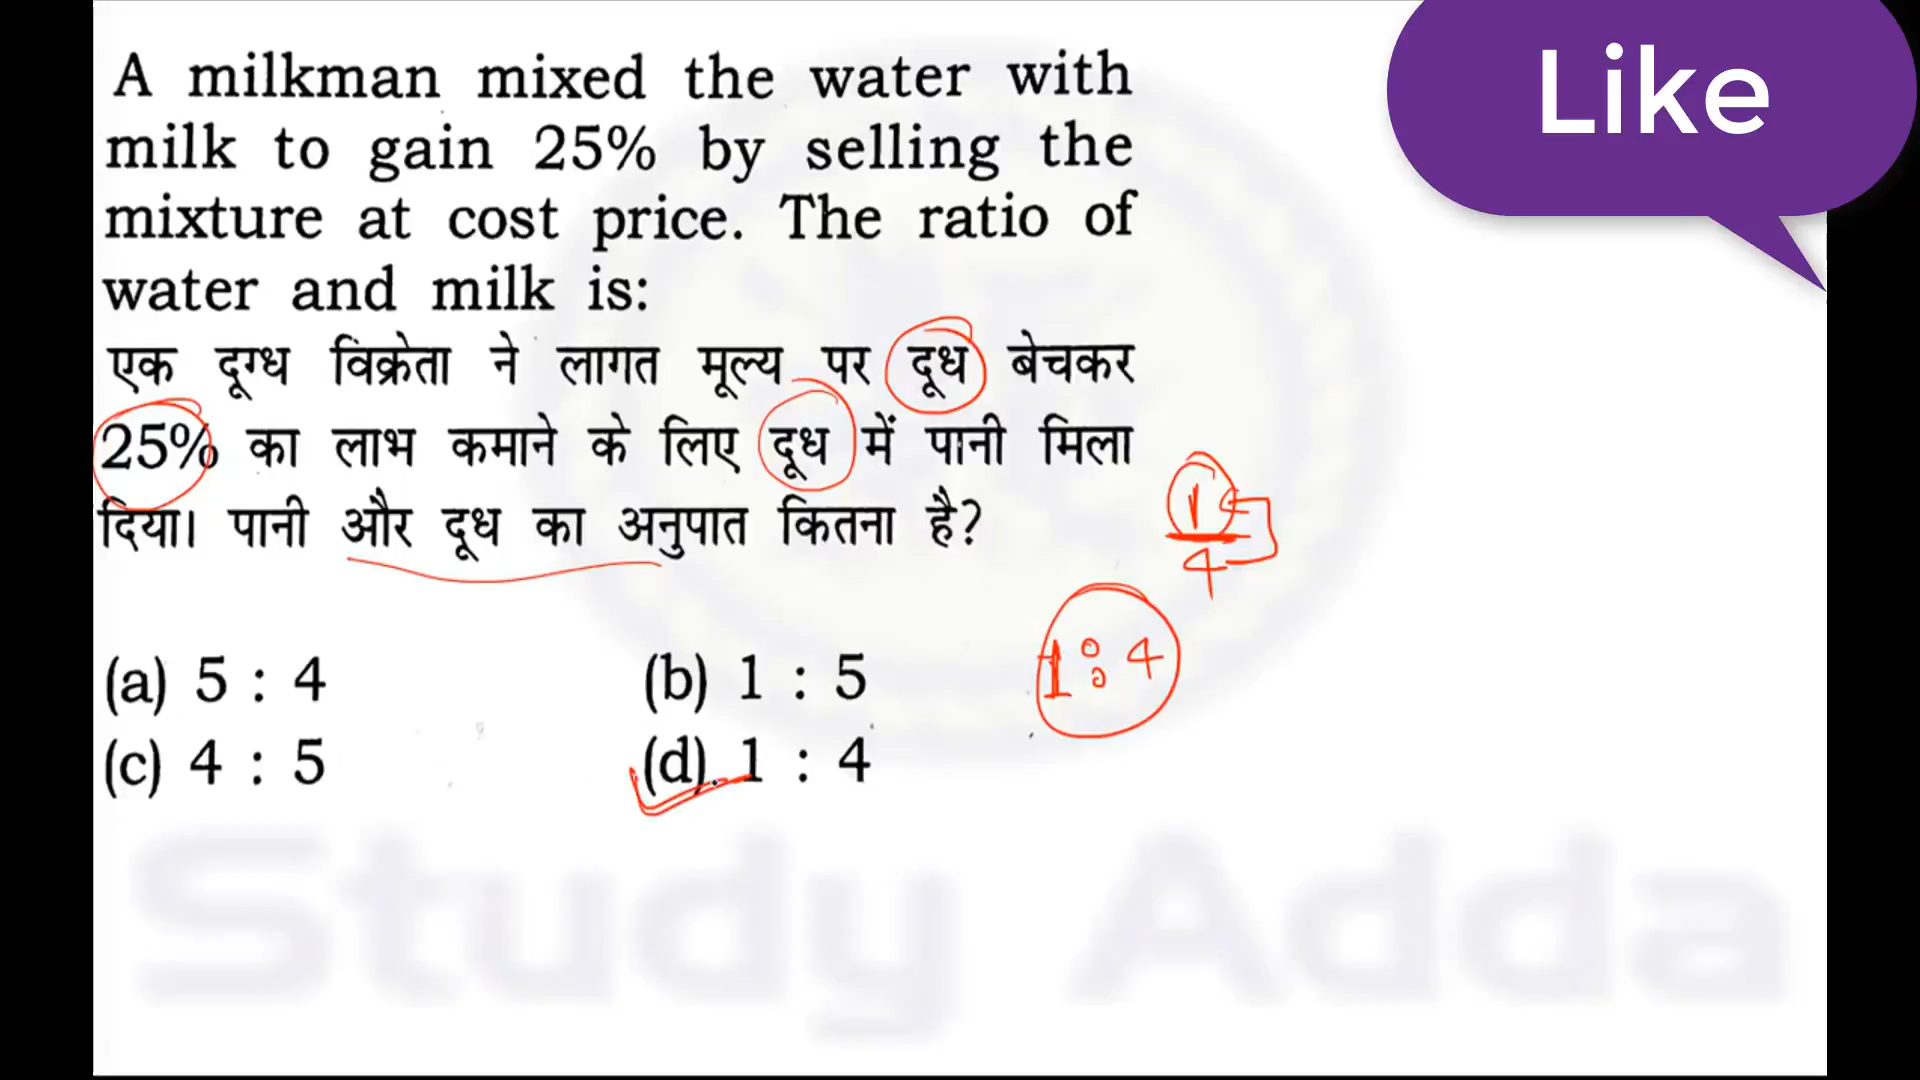 Like
A milkman mixed the water with
milk to gain 25% by selling the
mixture at cost price. The ratio of
water and milk is:
एक दूग्ध विक्रेता ने लागत मूल्य पर दूध बेचकर
25% का लाभ कमाने के लिए दूध में पानी मिला
दिया। पानी और दूध का अनुपात कितना है?
1
4
1 : 4
(a) 5 : 4 (b) 1 : 5
(c) 4 : 5 (d) 1 : 4
Study Adda